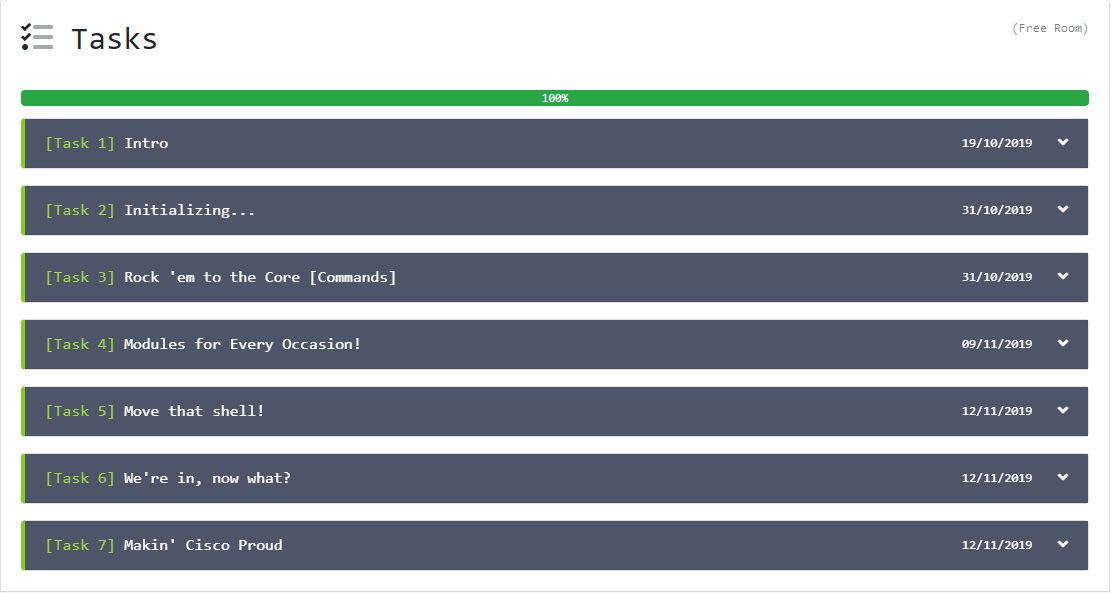 Tasks
(Free Room)
100%
[Task 1] Intro 19/10/2019
[Task 2] Initializing... 31/10/2019
[Task 3] Rock 'em to the Core [Commands] 31/10/2019
[Task 4] Modules for Every Occasion! 09/11/2019
[Task 5] Move that shell! 12/11/2019
[Task 6] We're in, now what? 12/11/2019
[Task 7] Makin' Cisco Proud 12/11/2019